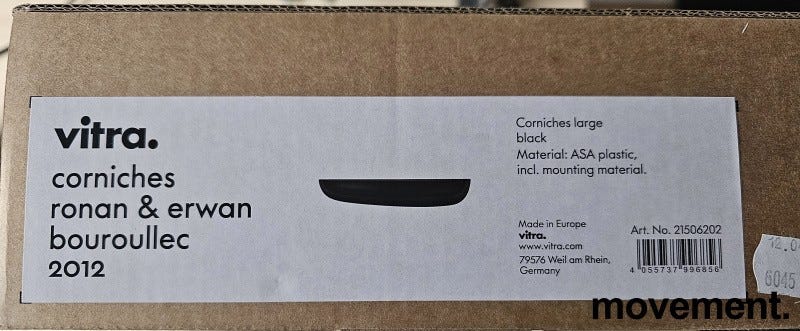 vitra.
corniches
ronan & erwan
bouroullec
2012
Corniches large
black
Material: ASA plastic,
incl. mounting material.
Made in Europe
vitra.
www.vitra.com
79576 Weil am Rhein,
Germany
Art. No. 21506202
4 055737 996856
6045
movement.